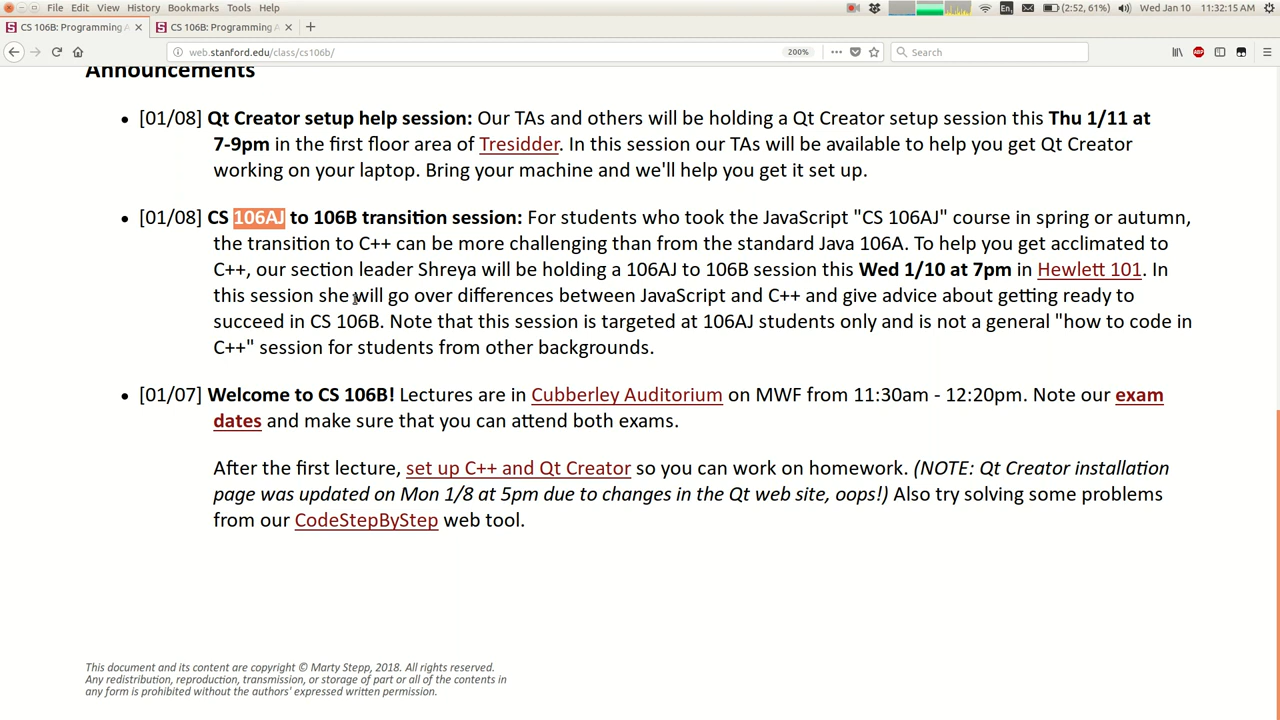 File Edit View History Bookmarks Tools Help
En (2:52, 61%) Wed Jan 10 11:32:15 AM
CS 106B: Programming A × CS 106B: Programming A × +
web.stanford.edu/class/cs106b/ 200% Search
Announcements
• [01/08] Qt Creator setup help session: Our TAs and others will be holding a Qt Creator setup session this Thu 1/11 at
7-9pm in the first floor area of Tresidder. In this session our TAs will be available to help you get Qt Creator
working on your laptop. Bring your machine and we'll help you get it set up.
• [01/08] CS 106AJ to 106B transition session: For students who took the JavaScript "CS 106AJ" course in spring or autumn,
the transition to C++ can be more challenging than from the standard Java 106A. To help you get acclimated to
C++, our section leader Shreya will be holding a 106AJ to 106B session this Wed 1/10 at 7pm in Hewlett 101. In
this session she will go over differences between JavaScript and C++ and give advice about getting ready to
succeed in CS 106B. Note that this session is targeted at 106AJ students only and is not a general "how to code in
C++" session for students from other backgrounds.
• [01/07] Welcome to CS 106B! Lectures are in Cubberley Auditorium on MWF from 11:30am - 12:20pm. Note our exam
dates and make sure that you can attend both exams.
After the first lecture, set up C++ and Qt Creator so you can work on homework. (NOTE: Qt Creator installation
page was updated on Mon 1/8 at 5pm due to changes in the Qt web site, oops!) Also try solving some problems
from our CodeStepByStep web tool.
This document and its content are copyright © Marty Stepp, 2018. All rights reserved.
Any redistribution, reproduction, transmission, or storage of part or all of the contents
in any form is prohibited without the authors' expressed written permission.